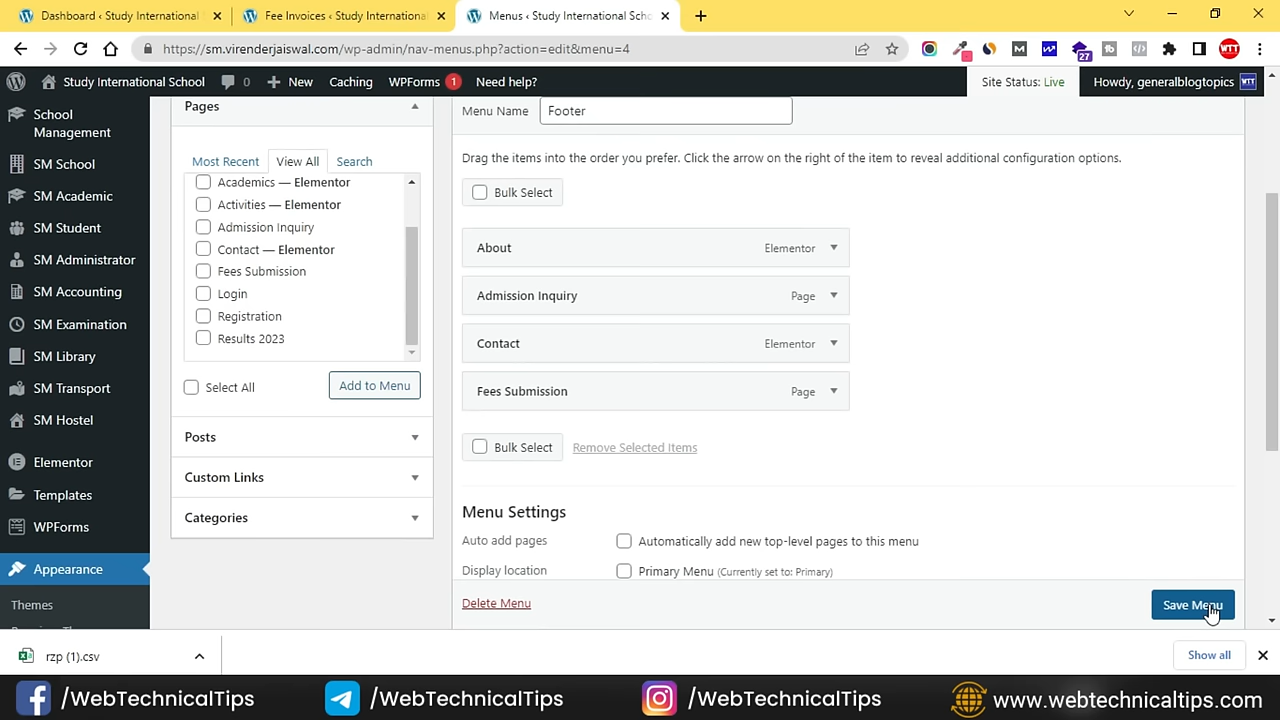 Dashboard ‹ Study International S
Fee Invoices ‹ Study International
Menus ‹ Study International Scho
https://sm.virenderjaiswal.com/wp-admin/nav-menus.php?action=edit&menu=4
27
WTT
Study International School
0
New
Caching
WPForms 1
Need help?
Site Status: Live
Howdy, generalblogtopics
WTT
School
Management
SM School
SM Academic
SM Student
SM Administrator
SM Accounting
SM Examination
SM Library
SM Transport
SM Hostel
Elementor
Templates
WPForms
Appearance
Themes
Pages
Most Recent
View All
Search
Academics — Elementor
Activities — Elementor
Admission Inquiry
Contact — Elementor
Fees Submission
Login
Registration
Results 2023
Select All
Add to Menu
Posts
Custom Links
Categories
Menu Name
Footer
Drag the items into the order you prefer. Click the arrow on the right of the item to reveal additional configuration options.
Bulk Select
About Elementor
Admission Inquiry Page
Contact Elementor
Fees Submission Page
Bulk Select
Remove Selected Items
Menu Settings
Auto add pages
Automatically add new top-level pages to this menu
Display location
Primary Menu (Currently set to: Primary)
Delete Menu
Save Menu
rzp (1).csv
Show all
/WebTechnicalTips
/WebTechnicalTips
/WebTechnicalTips
www.webtechnicaltips.com